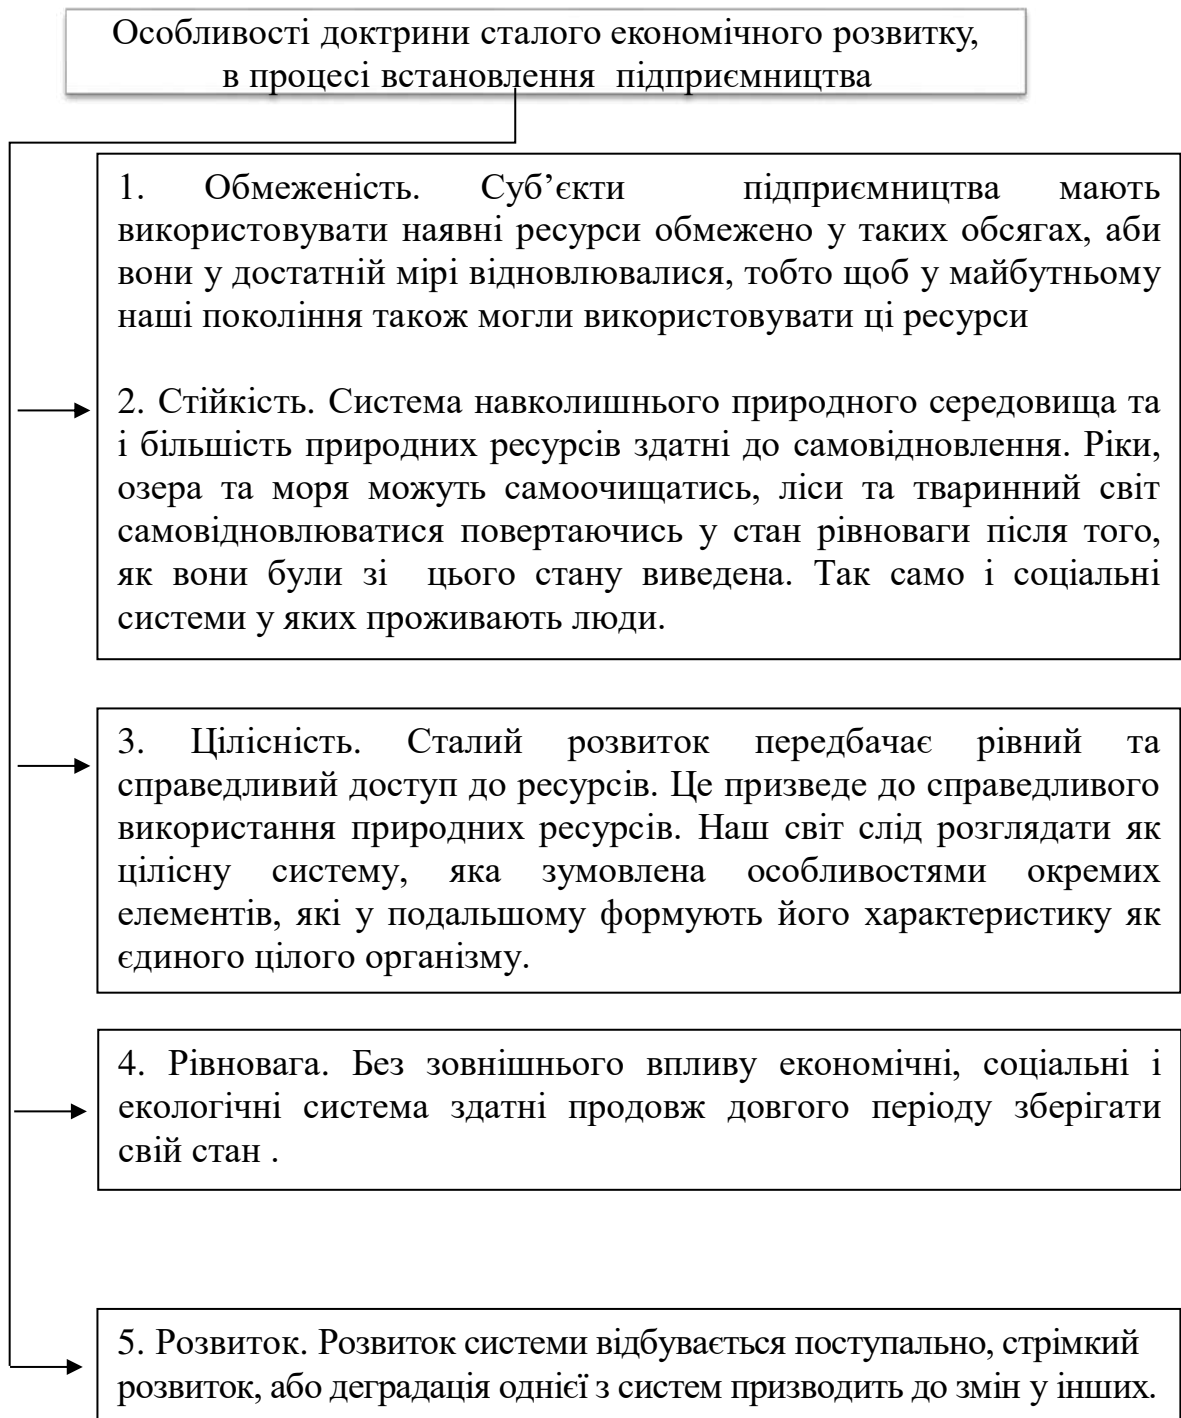 Особливості доктрини сталого економічного розвитку,
в процесі встановлення підприємництва
1. Обмеженість. Суб’єкти підприємництва мають
використовувати наявні ресурси обмежено у таких обсягах, аби
вони у достатній мірі відновлювалися, тобто щоб у майбутньому
наші покоління також могли використовувати ці ресурси
2. Стійкість. Система навколишнього природного середовища та
і більшість природних ресурсів здатні до самовідновлення. Ріки,
озера та моря можуть самоочищатись, ліси та тваринний світ
самовідновлюватися повертаючись у стан рівноваги після того,
як вони були зі цього стану виведена. Так само і соціальні
системи у яких проживають люди.
3. Цілісність. Сталий розвиток передбачає рівний та
справедливий доступ до ресурсів. Це призведе до справедливого
використання природних ресурсів. Наш світ слід розглядати як
цілісну систему, яка зумовлена особливостями окремих
елементів, які у подальшому формують його характеристику як
єдиного цілого організму.
4. Рівновага. Без зовнішнього впливу економічні, соціальні і
екологічні система здатні продовж довгого періоду зберігати
свій стан .
5. Розвиток. Розвиток системи відбувається поступально, стрімкий
розвиток, або деградація однієї з систем призводить до змін у інших.